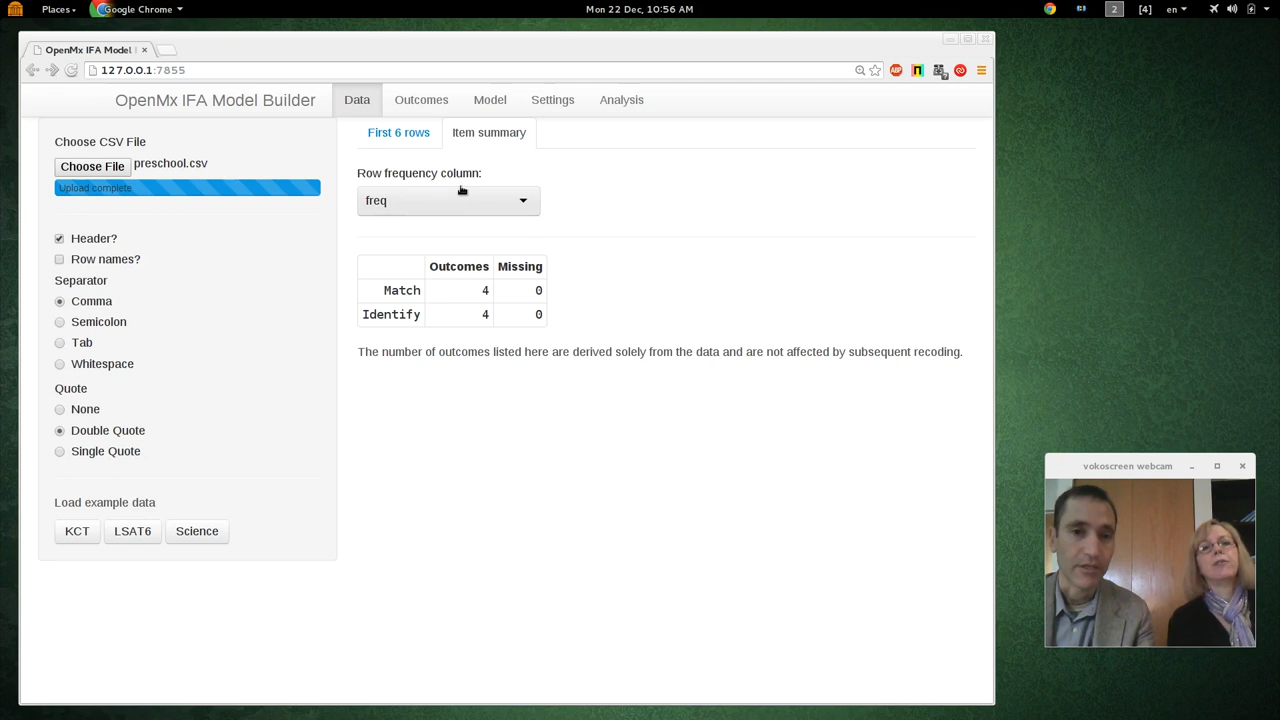 Places
Google Chrome
Mon 22 Dec, 10:56 AM
2
[4]
en
OpenMx IFA Model
127.0.0.1:7855
ABP
OpenMx IFA Model Builder
Data
Outcomes
Model
Settings
Analysis
Choose CSV File
Choose File preschool.csv
Upload complete
Header?
Row names?
Separator
Comma
Semicolon
Tab
Whitespace
Quote
None
Double Quote
Single Quote
Load example data
KCT
LSAT6
Science
First 6 rows
Item summary
Row frequency column:
freq
Outcomes Missing
Match 4 0
Identify 4 0
The number of outcomes listed here are derived solely from the data and are not affected by subsequent recoding.
vokoscreen webcam